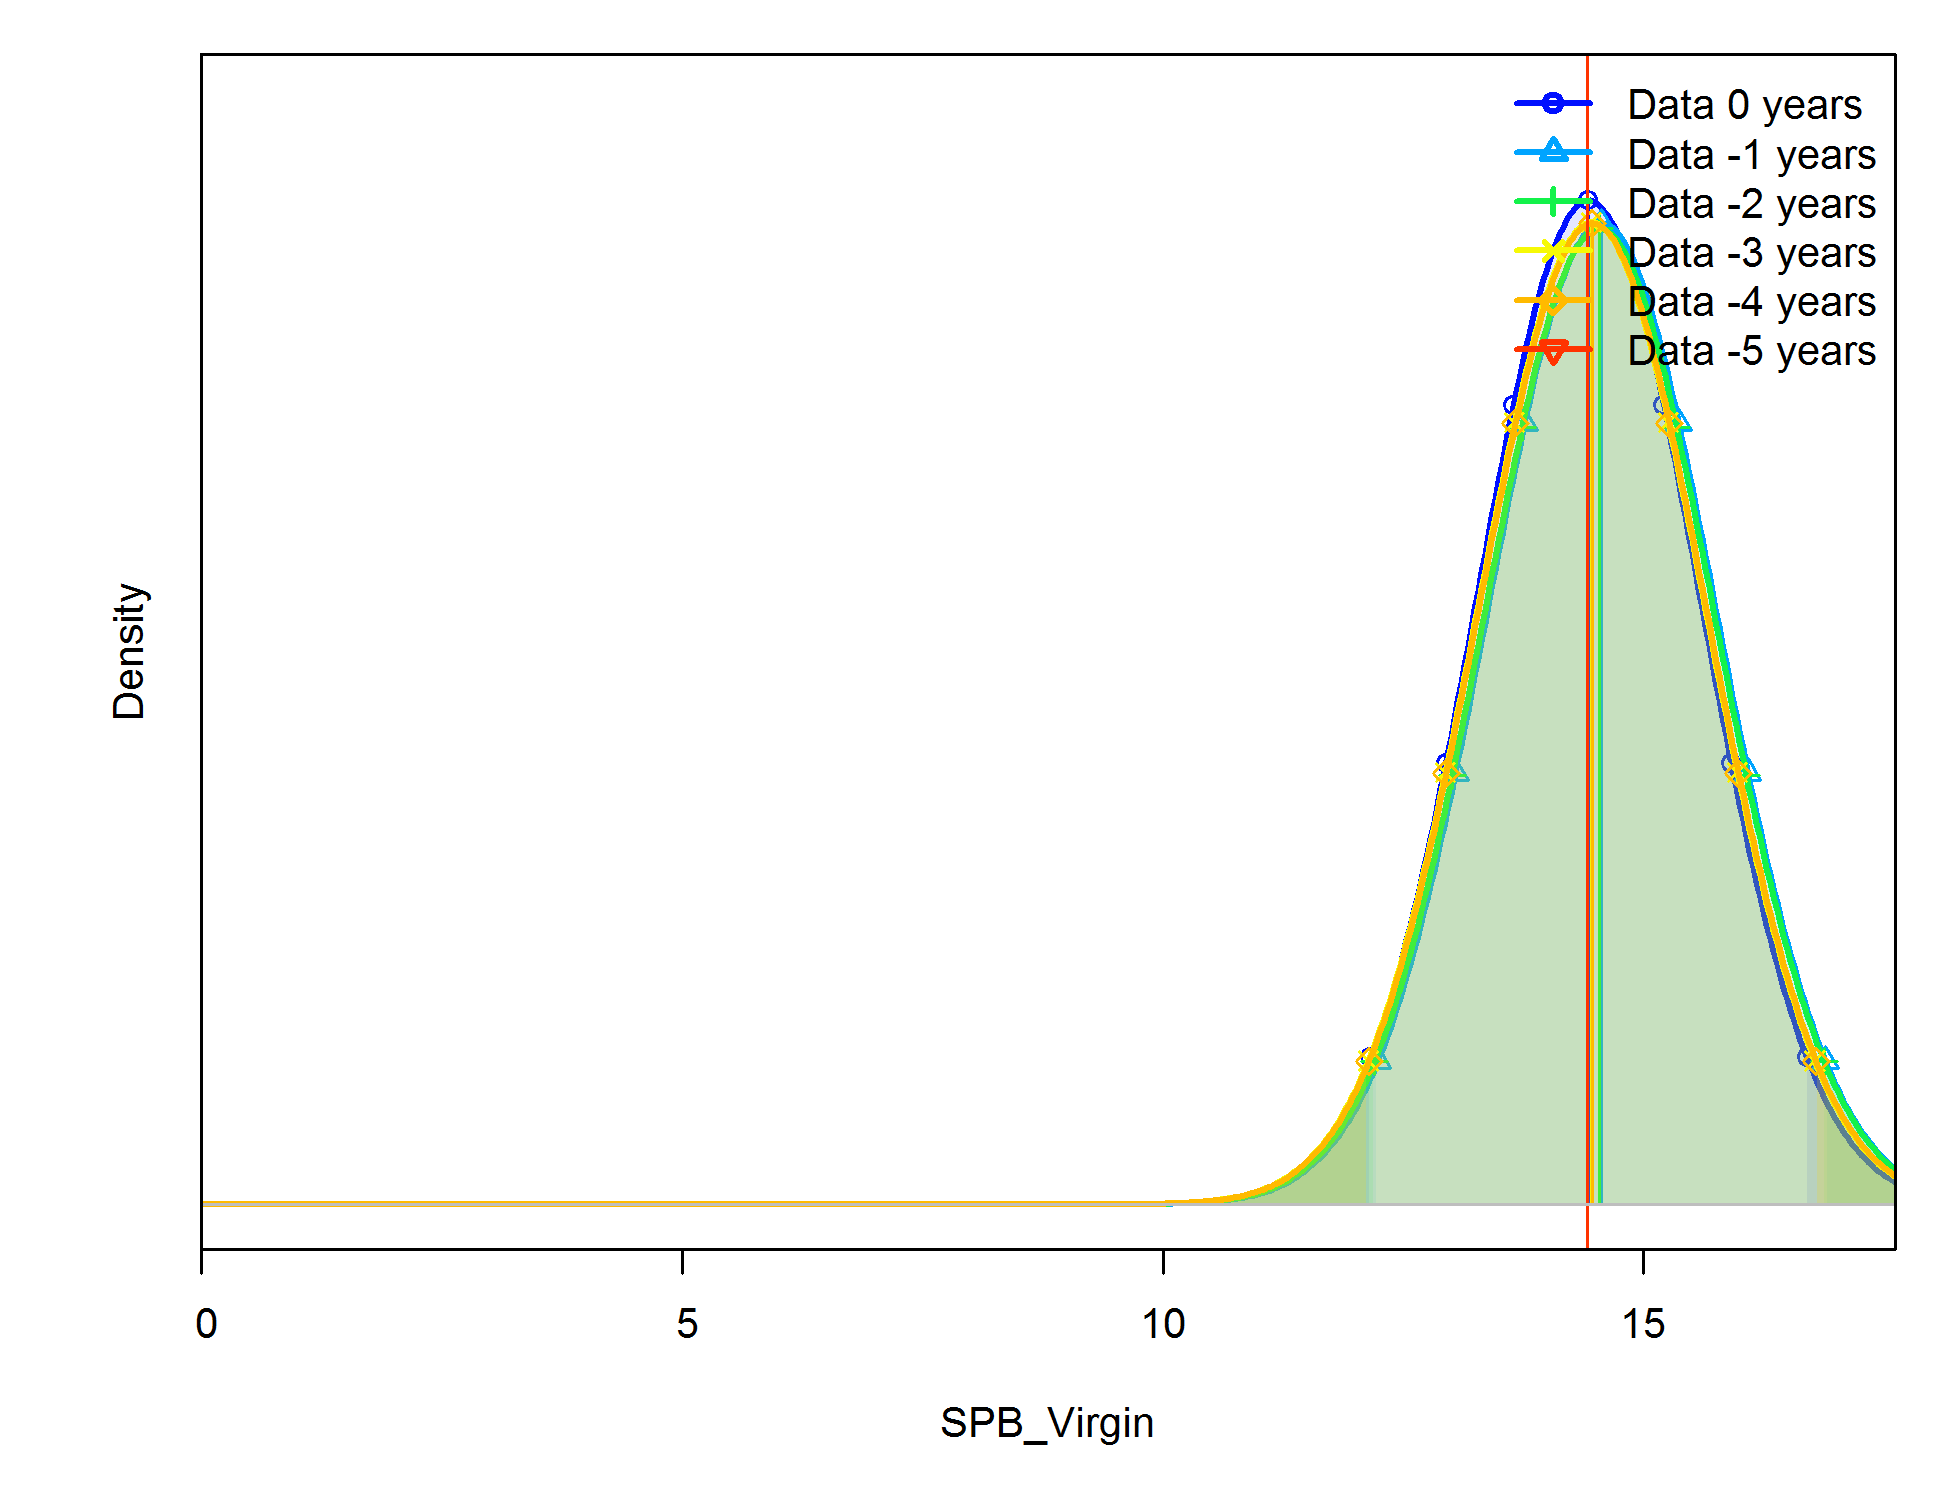 Data 0 years
Data -1 years
Data -2 years
Data -3 years
Data -4 years
Data -5 years
Density
0 5 10 15
SPB_Virgin